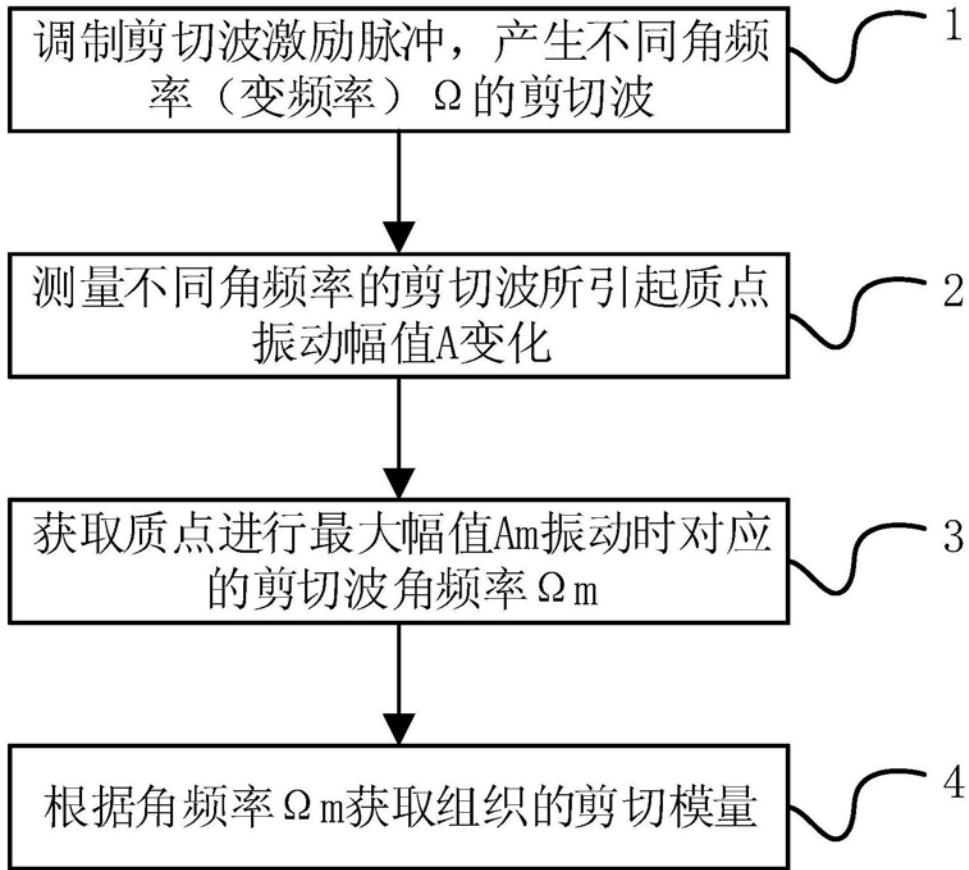 调制剪切波激励脉冲，产生不同角频
率（变频率）Ω的剪切波
1
测量不同角频率的剪切波所引起质点
振动幅值A变化
2
获取质点进行最大幅值Am振动时对应
的剪切波角频率Ωm
3
根据角频率Ωm获取组织的剪切模量
4